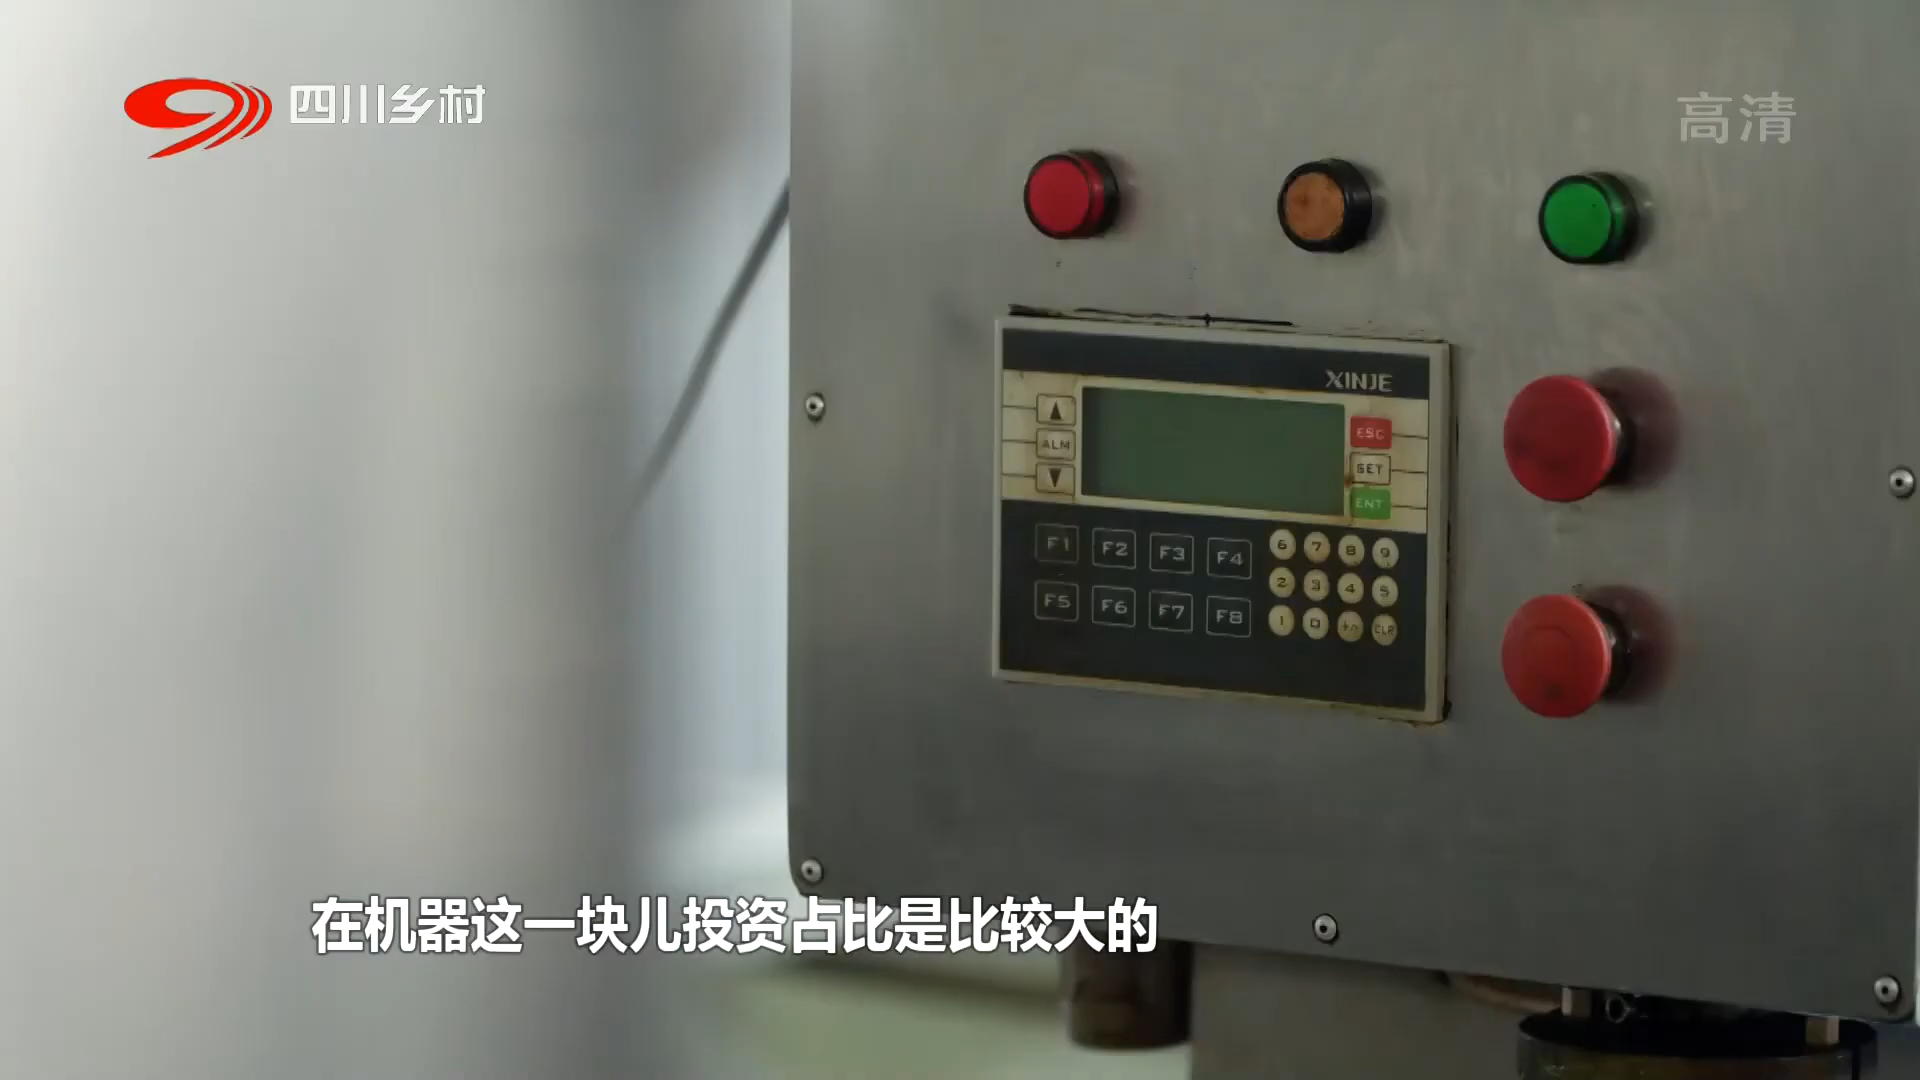 四川乡村
高清
XINJE
ALM
ESC
SET
ENT
F1 F2 F3 F4
F5 F6 F7 F8
6 7 8 9
2 3 4 5
1 0 +/- CLR
在机器这一块儿投资占比是比较大的